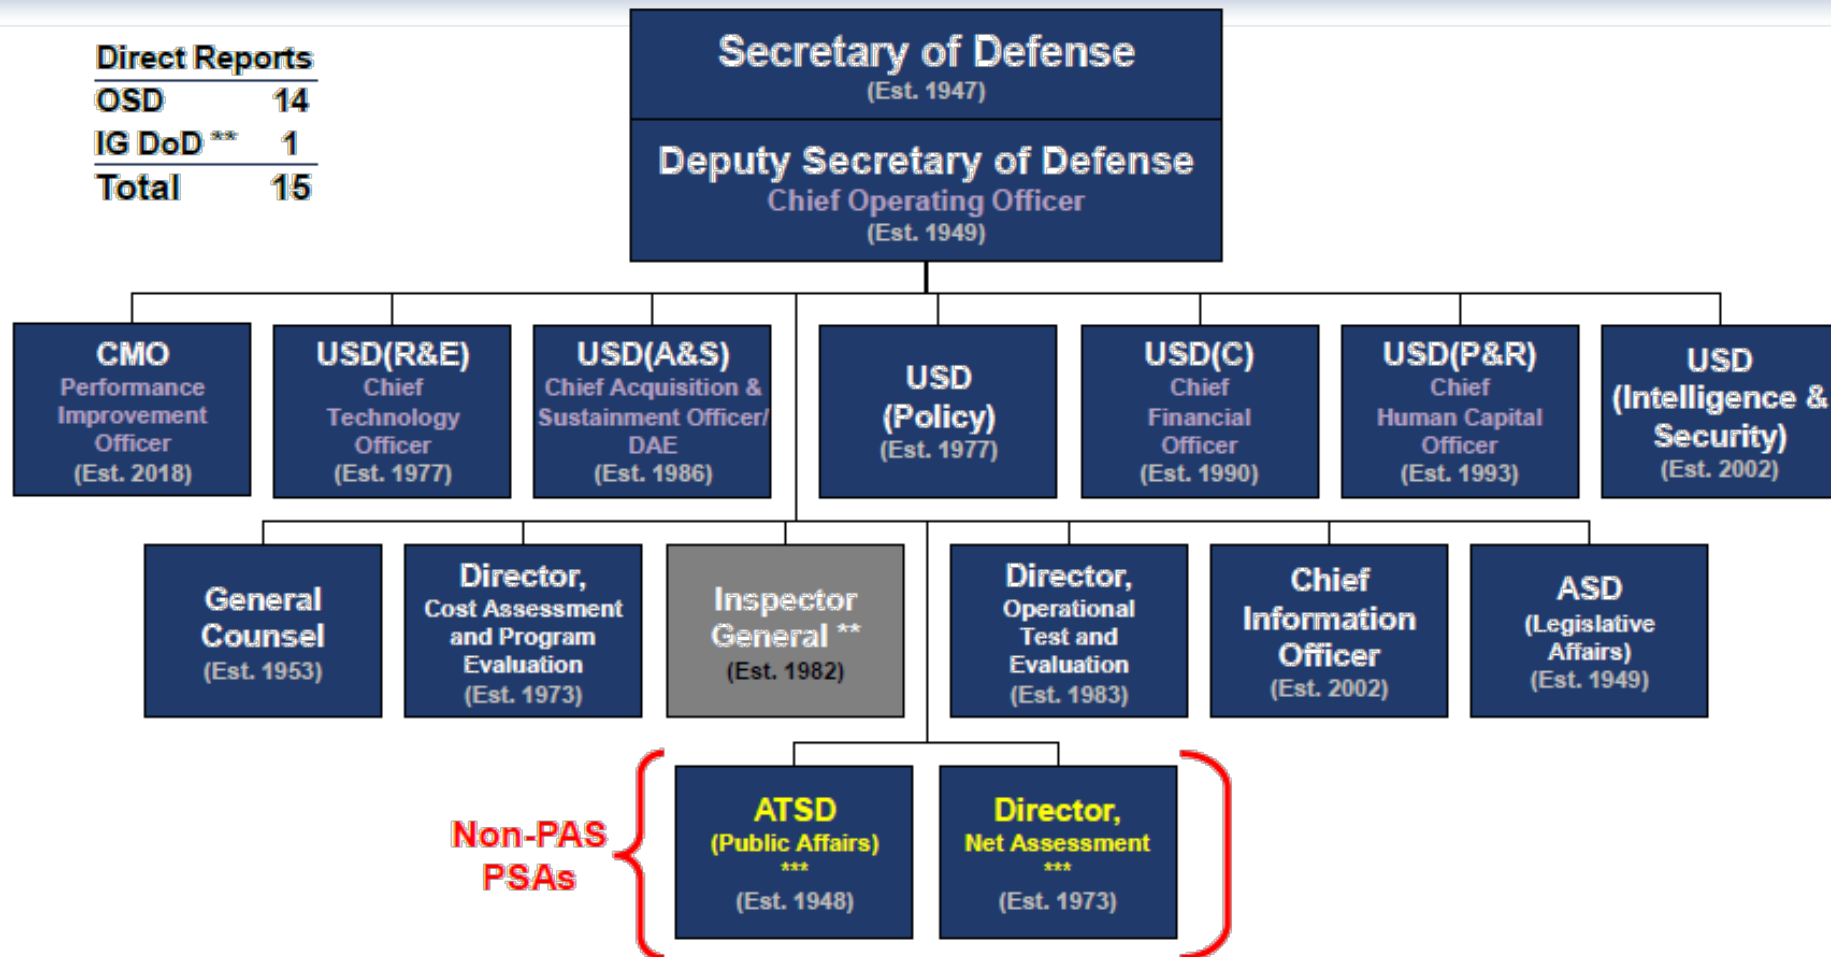 Direct Reports
OSD 14
IG DoD ** 1
Total 15
Secretary of Defense
(Est. 1947)
Deputy Secretary of Defense
Chief Operating Officer
(Est. 1949)
CMO
Performance
Improvement
Officer
(Est. 2018)
USD(R&E)
Chief
Technology
Officer
(Est. 1977)
USD(A&S)
Chief Acquisition &
Sustainment Officer/
DAE
(Est. 1986)
USD
(Policy)
(Est. 1977)
USD(C)
Chief
Financial
Officer
(Est. 1990)
USD(P&R)
Chief
Human Capital
Officer
(Est. 1993)
USD
(Intelligence &
Security)
(Est. 2002)
General
Counsel
(Est. 1953)
Director,
Cost Assessment
and Program
Evaluation
(Est. 1973)
Inspector
General **
(Est. 1982)
Director,
Operational
Test and
Evaluation
(Est. 1983)
Chief
Information
Officer
(Est. 2002)
ASD
(Legislative
Affairs)
(Est. 1949)
Non-PAS
PSAs
ATSD
(Public Affairs)
***
(Est. 1948)
Director,
Net Assessment
***
(Est. 1973)